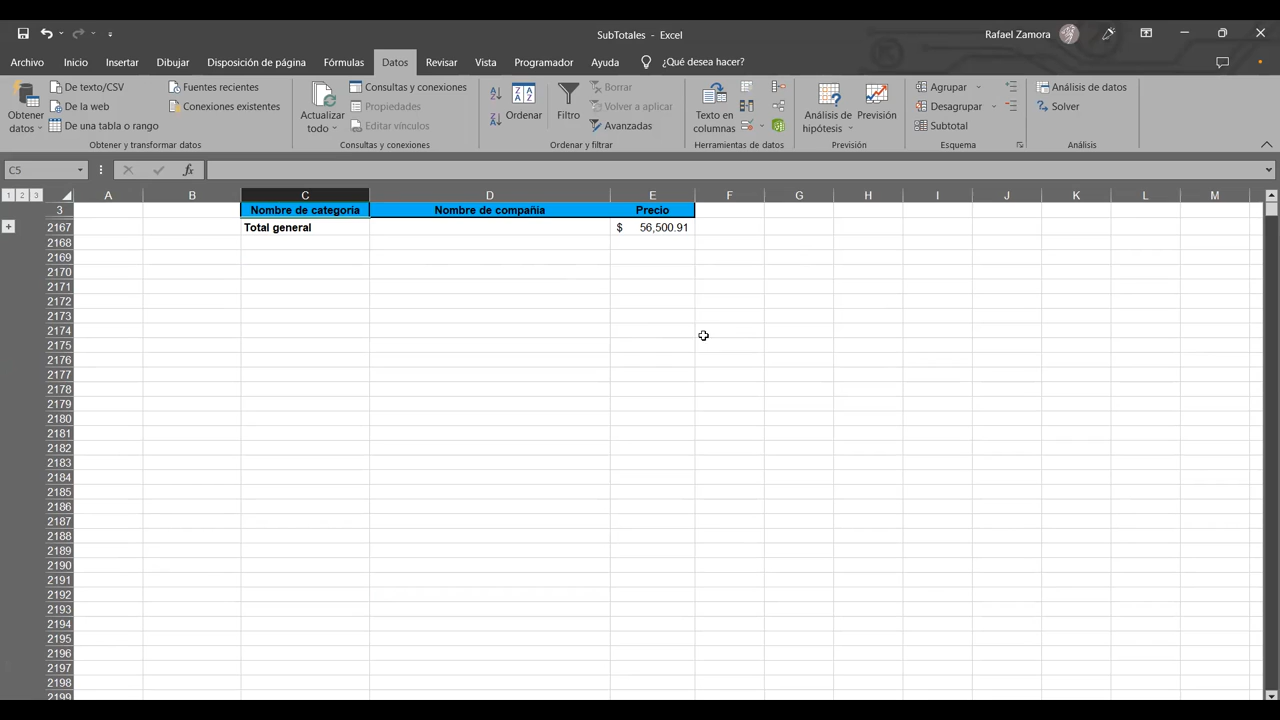 SubTotales - Excel
Rafael Zamora
Archivo Inicio Insertar Dibujar Disposición de página Fórmulas Datos Revisar Vista Programador Ayuda ¿Qué desea hacer?
Obtener datos
De texto/CSV
De la web
De una tabla o rango
Fuentes recientes
Conexiones existentes
Obtener y transformar datos
Actualizar todo
Consultas y conexiones
Propiedades
Editar vínculos
Consultas y conexiones
Ordenar
Filtro
Borrar
Volver a aplicar
Avanzadas
Ordenar y filtrar
Texto en columnas
Herramientas de datos
Análisis de hipótesis
Previsión
Previsión
Agrupar
Desagrupar
Subtotal
Esquema
Análisis de datos
Solver
Análisis
C5 fx
1 2 3 A B C D E F G H I J K L M
3 Nombre de categoría Nombre de compañia Precio
2167 Total general $ 56,500.91
2168
2169
2170
2171
2172
2173
2174
2175
2176
2177
2178
2179
2180
2181
2182
2183
2184
2185
2186
2187
2188
2189
2190
2191
2192
2193
2194
2195
2196
2197
2198
2199